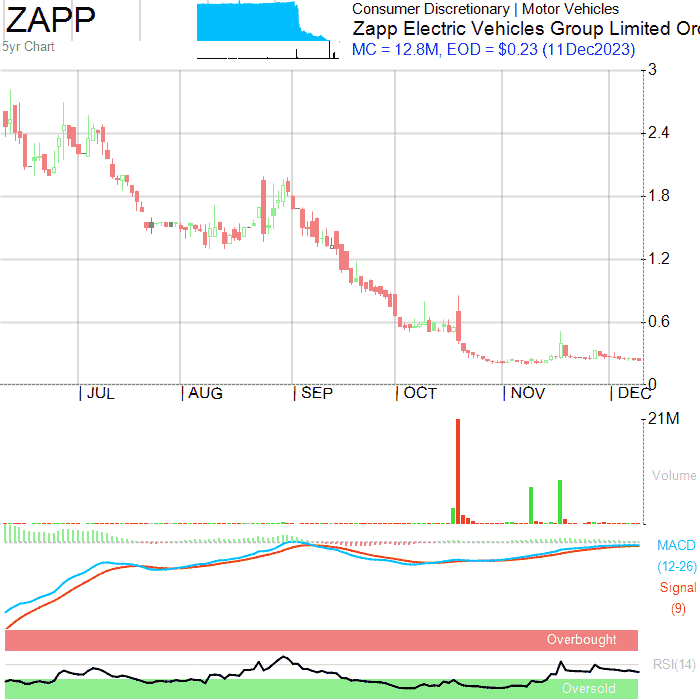 ZAPP
5yr Chart
Consumer Discretionary | Motor Vehicles
Zapp Electric Vehicles Group Limited Or
MC = 12.8M, EOD = $0.23 (11Dec2023)
3
2.4
1.8
1.2
0.6
0
JUL AUG SEP OCT NOV DEC
21M
Volume
MACD
(12-26)
Signal
(9)
Overbought
RSI(14)
Oversold